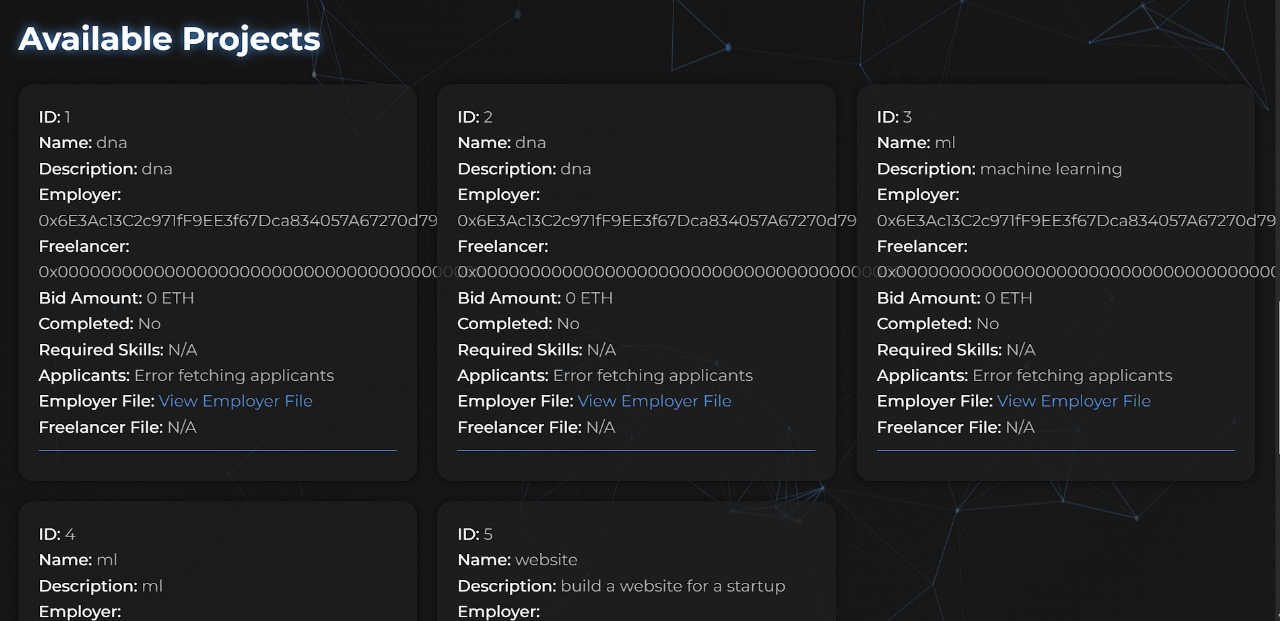 Available Projects
ID: 1
Name: dna
Description: dna
Employer:
0x6E3Ac13C2c971fF9EE3f67Dca834057A67270d79
Freelancer:
0x0000000000000000000000000000000000000000
Bid Amount: 0 ETH
Completed: No
Required Skills: N/A
Applicants: Error fetching applicants
Employer File: View Employer File
Freelancer File: N/A
ID: 2
Name: dna
Description: dna
Employer:
0x6E3Ac13C2c971fF9EE3f67Dca834057A67270d79
Freelancer:
0x0000000000000000000000000000000000000000
Bid Amount: 0 ETH
Completed: No
Required Skills: N/A
Applicants: Error fetching applicants
Employer File: View Employer File
Freelancer File: N/A
ID: 3
Name: ml
Description: machine learning
Employer:
0x6E3Ac13C2c971fF9EE3f67Dca834057A67270d79
Freelancer:
0x0000000000000000000000000000000000000
Bid Amount: 0 ETH
Completed: No
Required Skills: N/A
Applicants: Error fetching applicants
Employer File: View Employer File
Freelancer File: N/A
ID: 4
Name: ml
Description: ml
Employer:
ID: 5
Name: website
Description: build a website for a startup
Employer: